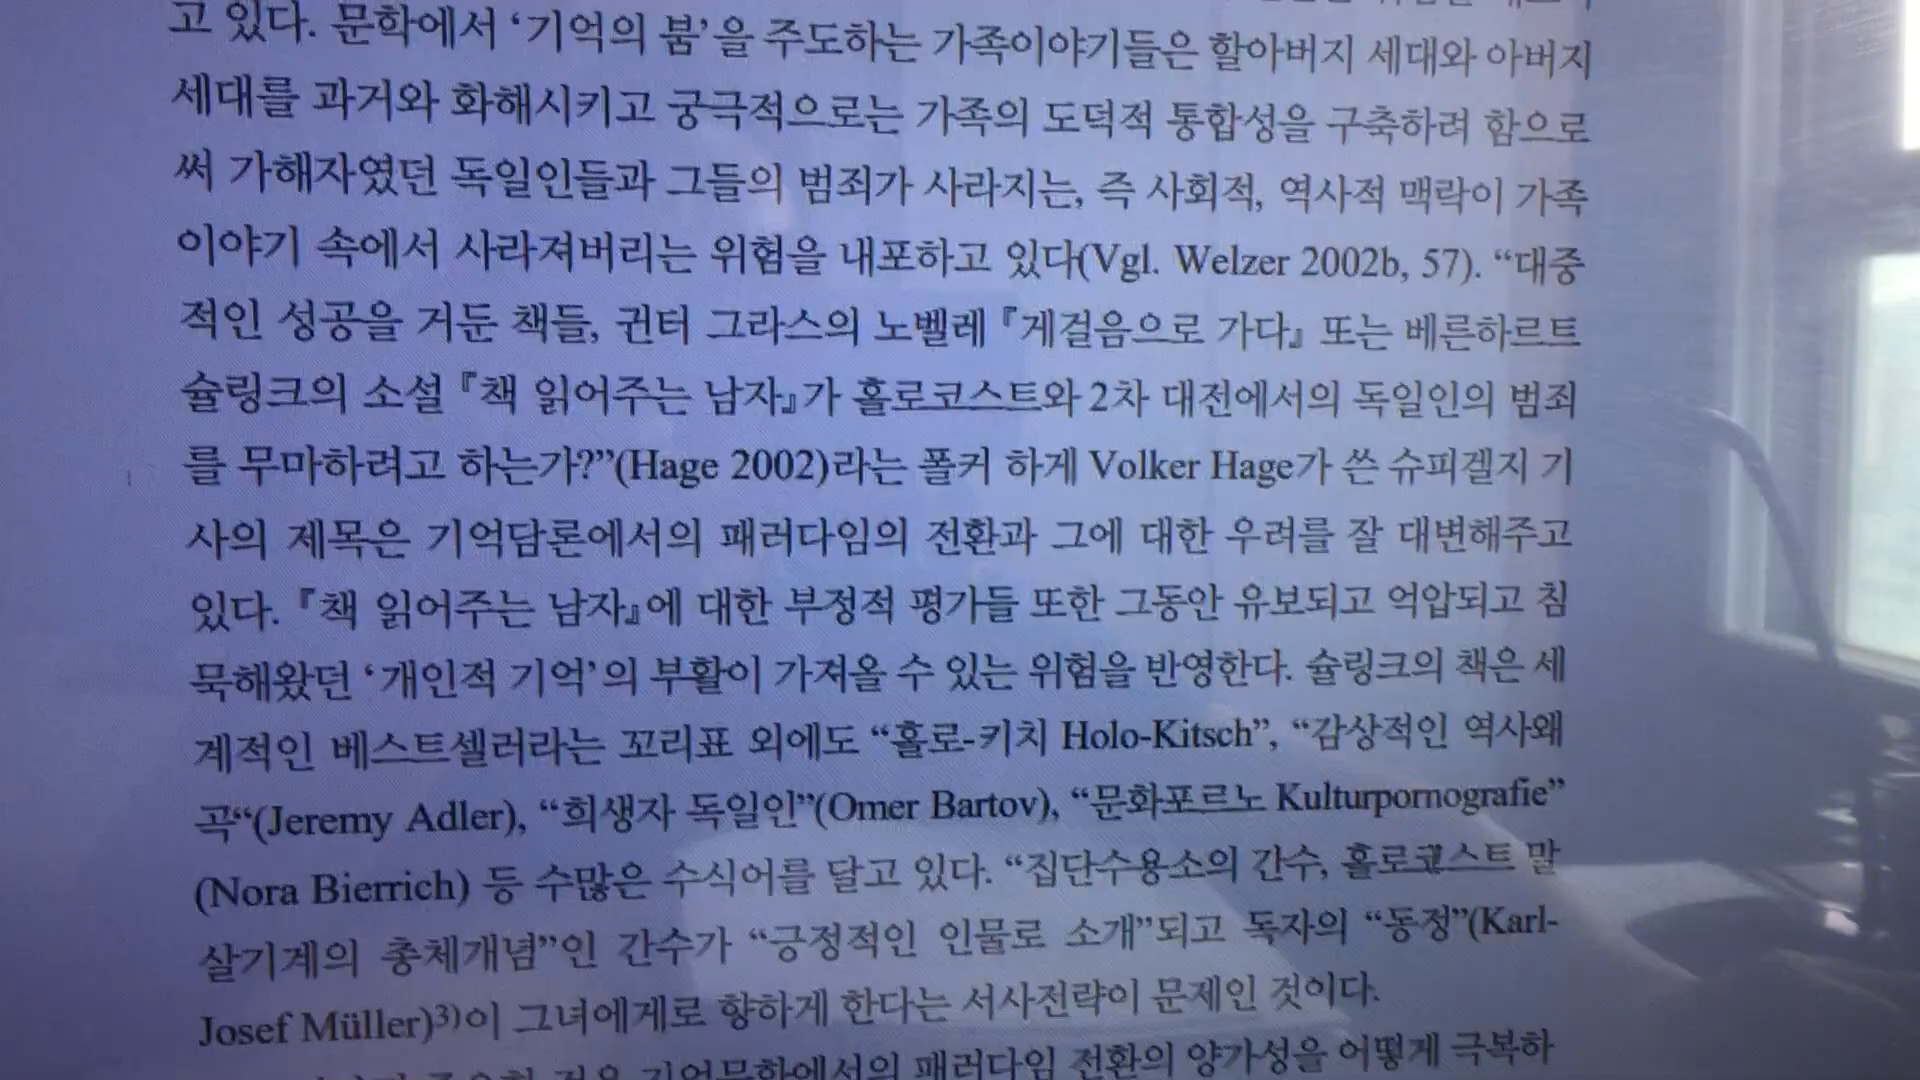 고 있다. 문학에서 ‘기억의 붐’을 주도하는 가족이야기들은 할아버지 세대와 아버지
세대를 과거와 화해시키고 궁극적으로는 가족의 도덕적 통합성을 구축하려 함으로
써 가해자였던 독일인들과 그들의 범죄가 사라지는, 즉 사회적, 역사적 맥락이 가족
이야기 속에서 사라져버리는 위험을 내포하고 있다(Vgl. Welzer 2002b, 57). “대중
적인 성공을 거둔 책들, 귄터 그라스의 노벨레『게걸음으로 가다』 또는 베른하르트
슐링크의 소설『책 읽어주는 남자』가 홀로코스트와 2차 대전에서의 독일인의 범죄
를 무마하려고 하는가?”(Hage 2002)라는 폴커 하게 Volker Hage가 쓴 슈피겔지 기
사의 제목은 기억담론에서의 패러다임의 전환과 그에 대한 우려를 잘 대변해주고
있다.『책 읽어주는 남자』에 대한 부정적 평가들 또한 그동안 유보되고 억압되고 침
묵해왔던 ‘개인적 기억’의 부활이 가져올 수 있는 위험을 반영한다. 슐링크의 책은 세
계적인 베스트셀러라는 꼬리표 외에도 “홀로-키치 Holo-Kitsch”, “감상적인 역사왜
곡“(Jeremy Adler), “희생자 독일인”(Omer Bartov), “문화포르노 Kulturpornografie”
(Nora Bierrich) 등 수많은 수식어를 달고 있다. “집단수용소의 간수, 홀로코스트 말
살기계의 총체개념”인 간수가 “긍정적인 인물로 소개”되고 독자의 “동정”(Karl-
Josef Müller)3)이 그녀에게로 향하게 한다는 서사전략이 문제인 것이다.
중요한 것은 기억문학에서의 패러다임 전환의 양가성을 어떻게 극복하